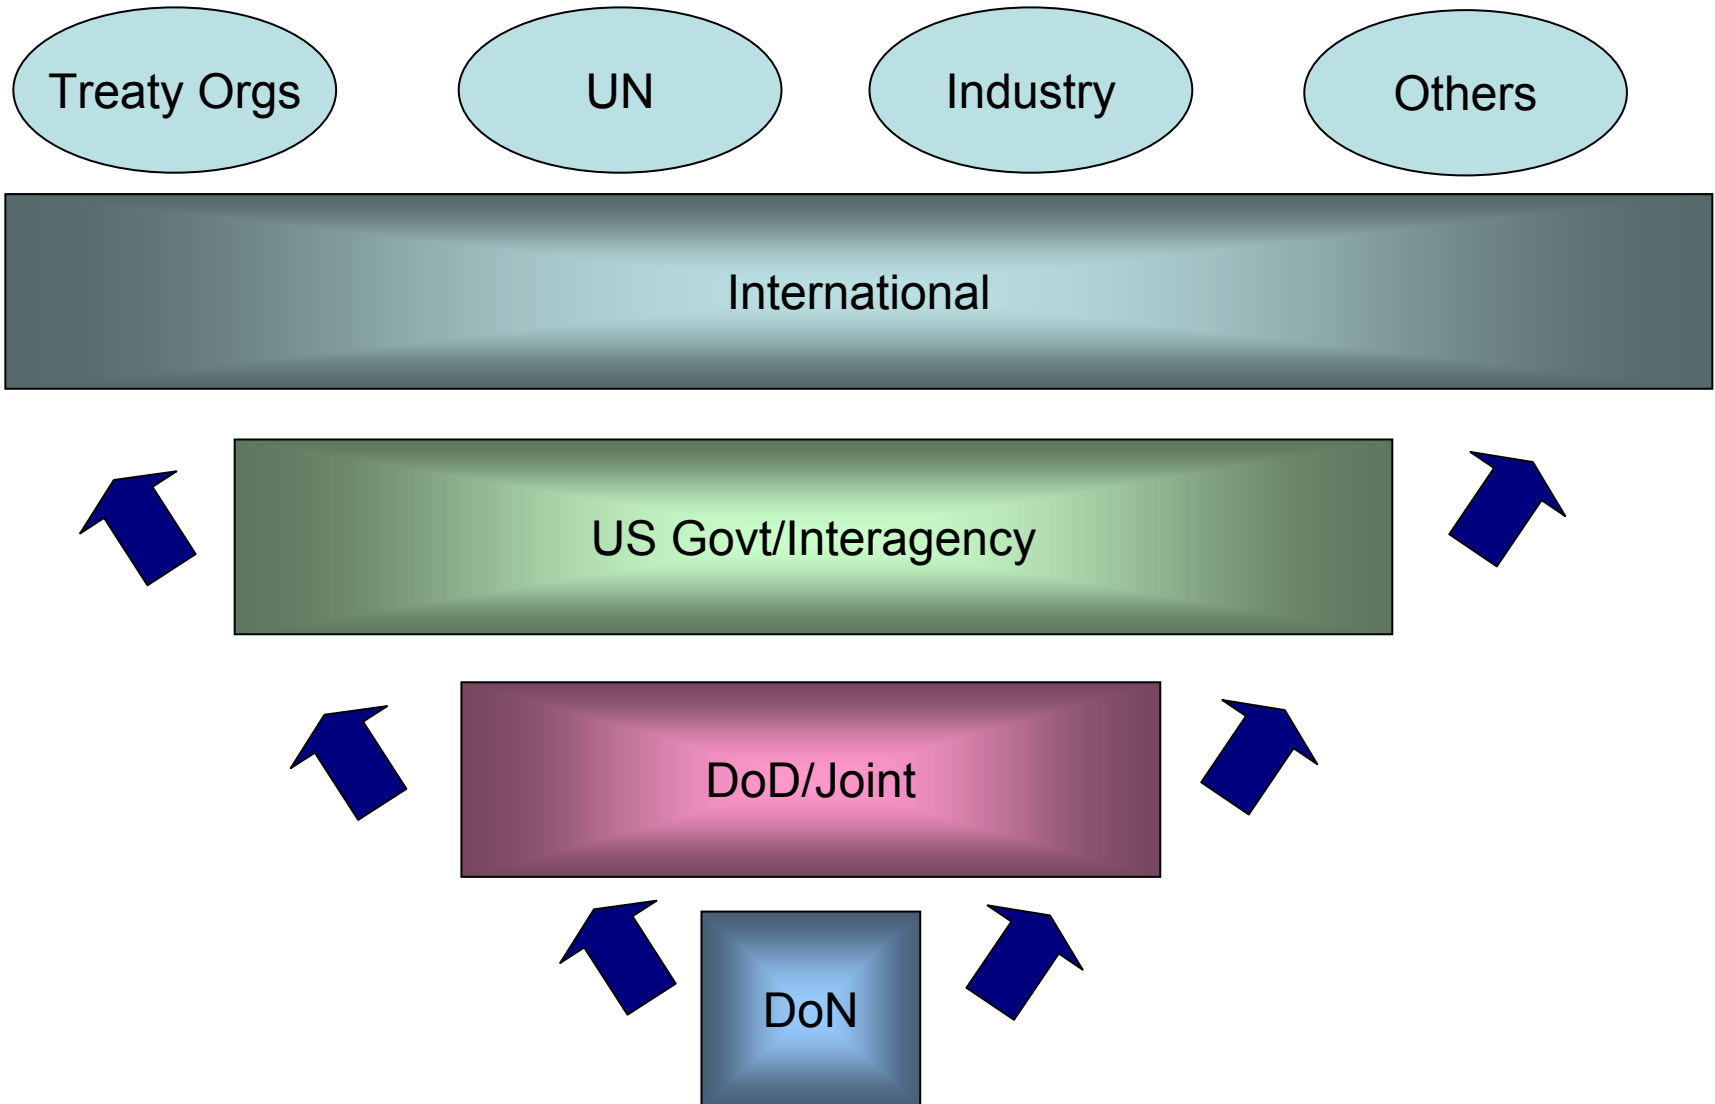 Treaty Orgs
UN
Industry
Others
International
US Govt/Interagency
DoD/Joint
DoN